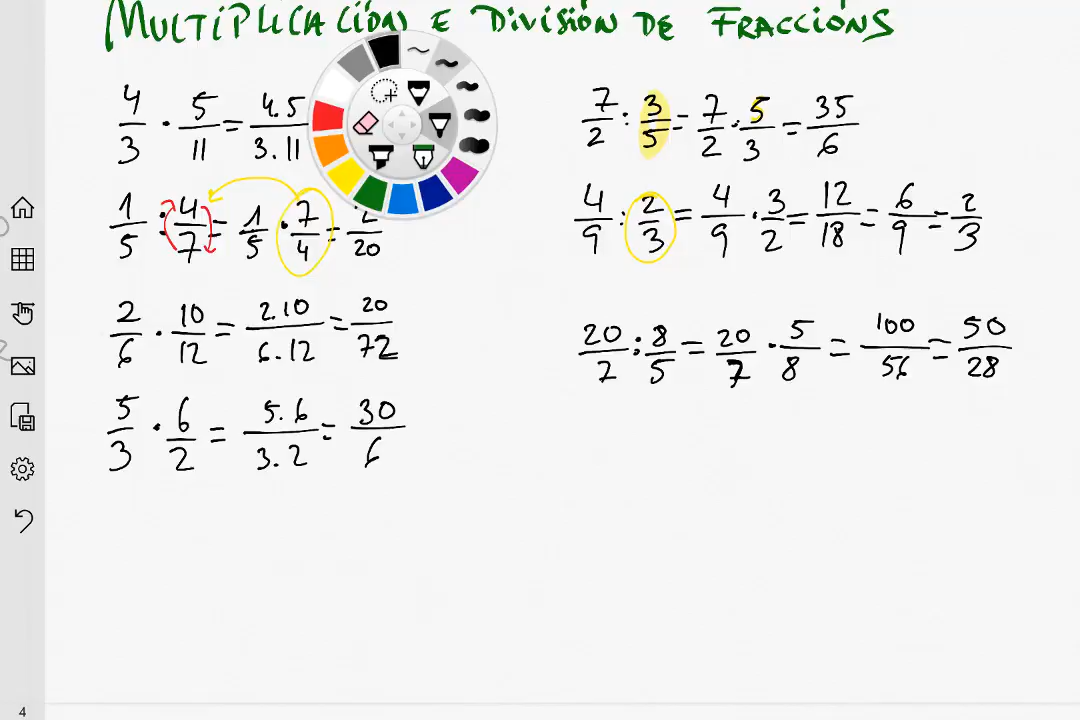 MULTIPLICACIÓN E DIVISIÓN DE FRACCIÓNS
4/3 · 5/11 = 4.5/3.11
1/5 : 4/7 = 1/5 · 7/4 = /20
2/6 · 10/12 = 2.10/6.12 = 20/72
5/3 · 6/2 = 5.6/3.2 = 30/6
7/2 : 3/5 = 7/2 · 5/3 = 35/6
4/9 : 2/3 = 4/9 · 3/2 = 12/18 = 6/9 = 2/3
20/7 : 8/5 = 20/7 · 5/8 = 100/56 = 50/28
4